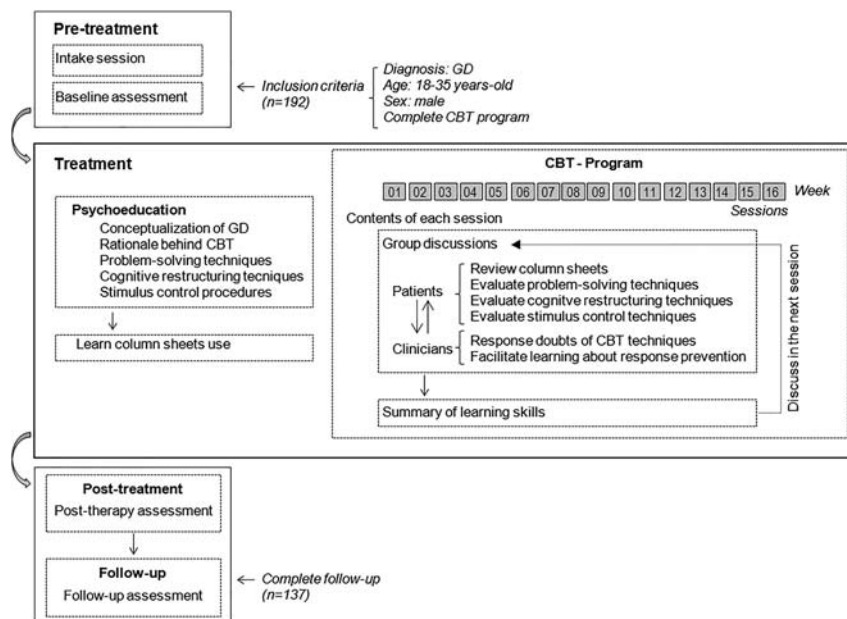 Pre-treatment
Intake session
Baseline assessment
Inclusion criteria
(n=192)
Diagnosis: GD
Age: 18-35 years-old
Sex: male
Complete CBT program
Treatment
Psychoeducation
Conceptualization of GD
Rationale behind CBT
Problem-solving techniques
Cognitive restructuring tecniques
Stimulus control procedures
Learn column sheets use
CBT - Program
01 02 03 04 05 06 07 08 09 10 11 12 13 14 15 16 Week
Sessions
Contents of each session
Group discussions
Patients
Review column sheets
Evaluate problem-solving techniques
Evaluate cognitve restructuring techniques
Evaluate stimulus control techniques
Clinicians
Response doubts of CBT techniques
Facilitate learning about response prevention
Summary of learning skills
Discuss in the next session
Post-treatment
Post-therapy assessment
Follow-up
Follow-up assessment
Complete follow-up
(n=137)